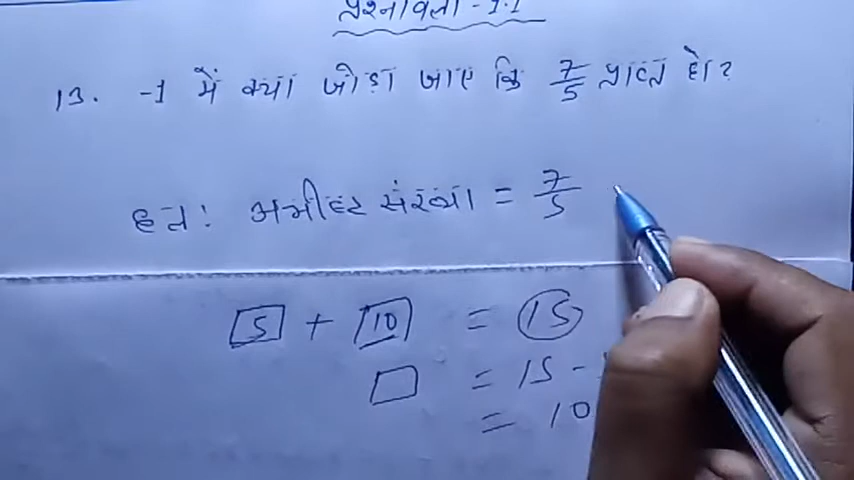 प्रश्नावली - 1.1
13. -1 में क्या जोड़ा जाए कि 7/5 प्राप्त हो?
हल: अभीष्ट संख्या = 7/5
5 + 10 = 15
= 15 -
= 10